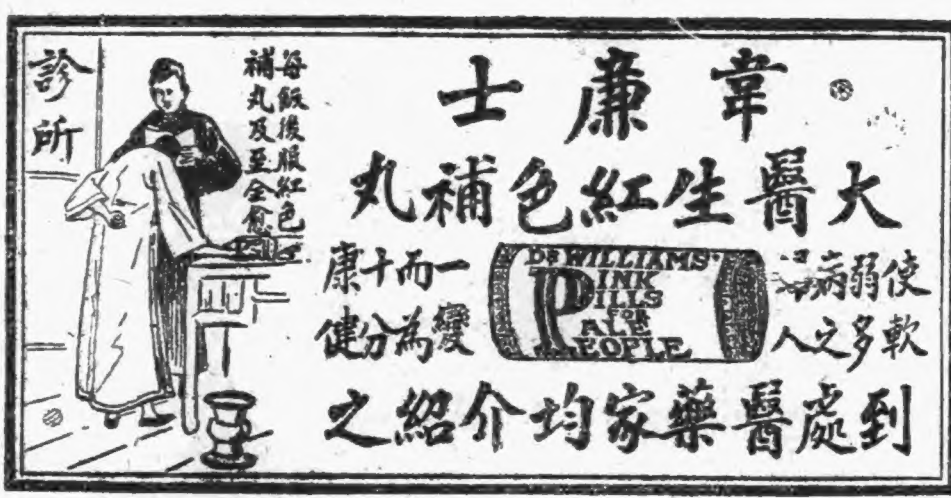 韋廉士
大醫生紅色補丸
使軟
弱多
病之
人
DR WILLIAMS'
PINK
PILLS
FOR
PALE
PEOPLE
一變
而為
十分
康健
到處醫藥家均介紹之
每飯後服紅色
補丸及至全愈
診所